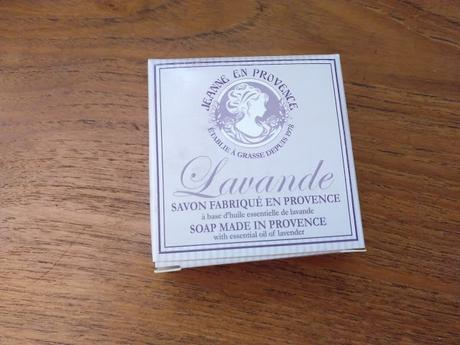 JEANNE EN PROVENCE
ÉTABLIE À GRASSE DEPUIS 1978
Lavande
SAVON FABRIQUÉ EN PROVENCE
à base d'huile essentielle de lavande
SOAP MADE IN PROVENCE
with essential oil of lavender